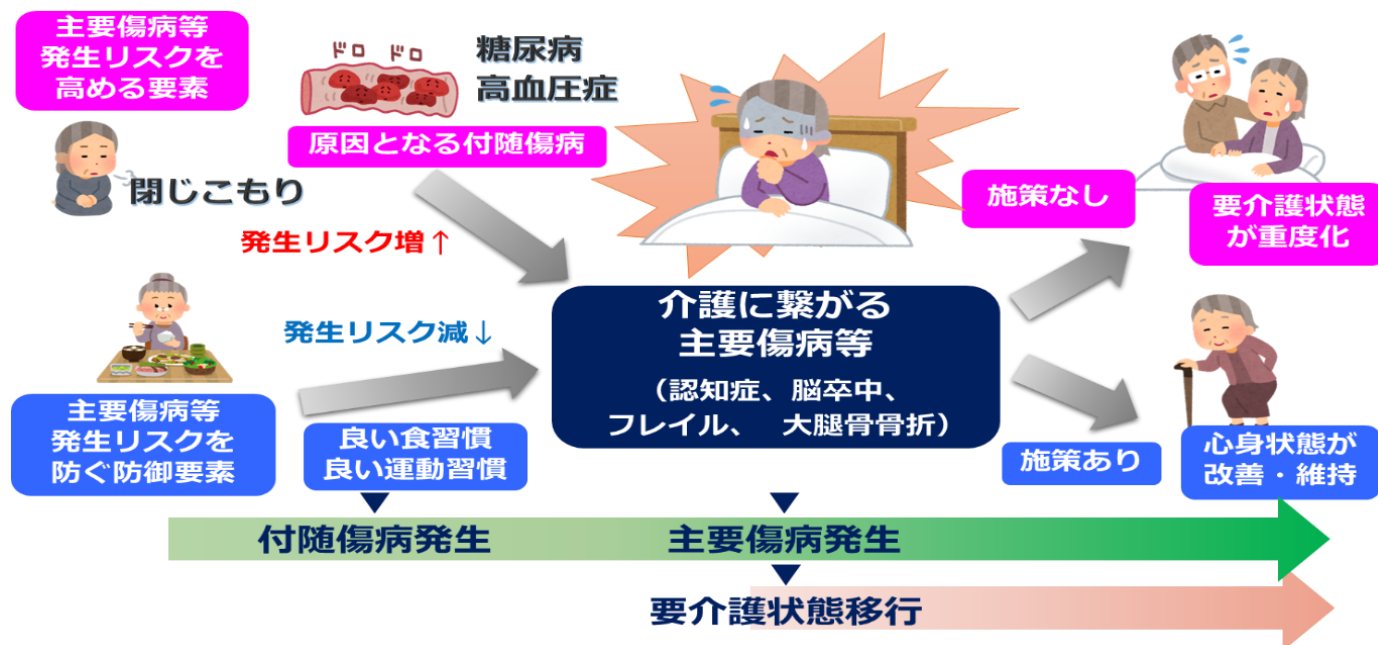 主要傷病等
発生リスクを
高める要素
ドロ ドロ
糖尿病
高血圧症
原因となる付随傷病
閉じこもり
発生リスク増↑
施策なし
要介護状態
が重度化
発生リスク減↓
介護に繋がる
主要傷病等
（認知症、脳卒中、
フレイル、 大腿骨骨折）
主要傷病等
発生リスクを
防ぐ防御要素
良い食習慣
良い運動習慣
施策あり
心身状態が
改善・維持
付随傷病発生
主要傷病発生
要介護状態移行